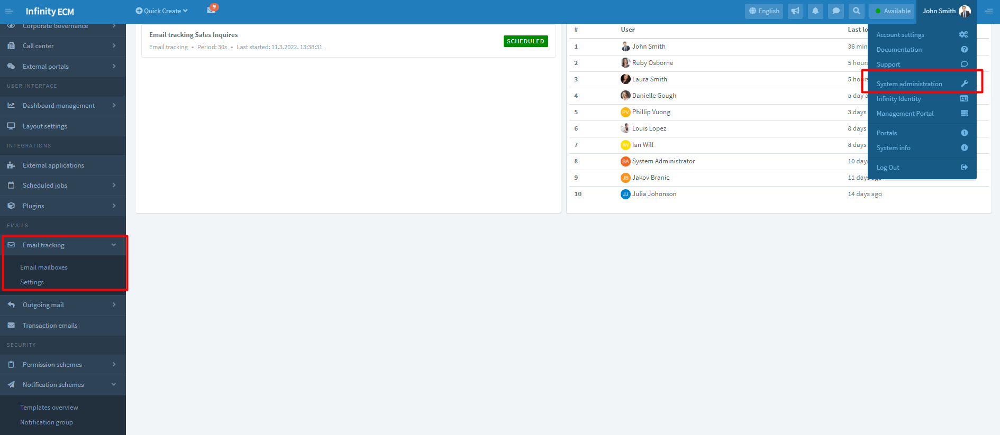 Infinity ECM
Quick Create
9
English
Available
John Smith
Corporate Governance
Call center
External portals
USER INTERFACE
Dashboard management
Layout settings
INTEGRATIONS
External applications
Scheduled jobs
Plugins
EMAILS
Email tracking
Email mailboxes
Settings
Outgoing mail
Transaction emails
SECURITY
Permission schemes
Notification schemes
Templates overview
Notification group
Email tracking Sales Inquires
Email tracking • Period: 30s • Last started: 11.3.2022. 13:38:31
SCHEDULED
# User Last lo
1 John Smith 36 min
2 Ruby Osborne 5 hours
3 Laura Smith 5 hours
4 Danielle Gough a day a
5 PV Phillip Vuong 3 days
6 Louis Lopez 8 days
7 IW Ian Will 8 days
8 SA System Administrator 10 days
9 JB Jakov Branic 11 days ago
10 JJ Julia Johonson 14 days ago
Account settings
Documentation
Support
System administration
Infinity Identity
Management Portal
Portals
System info
Log Out